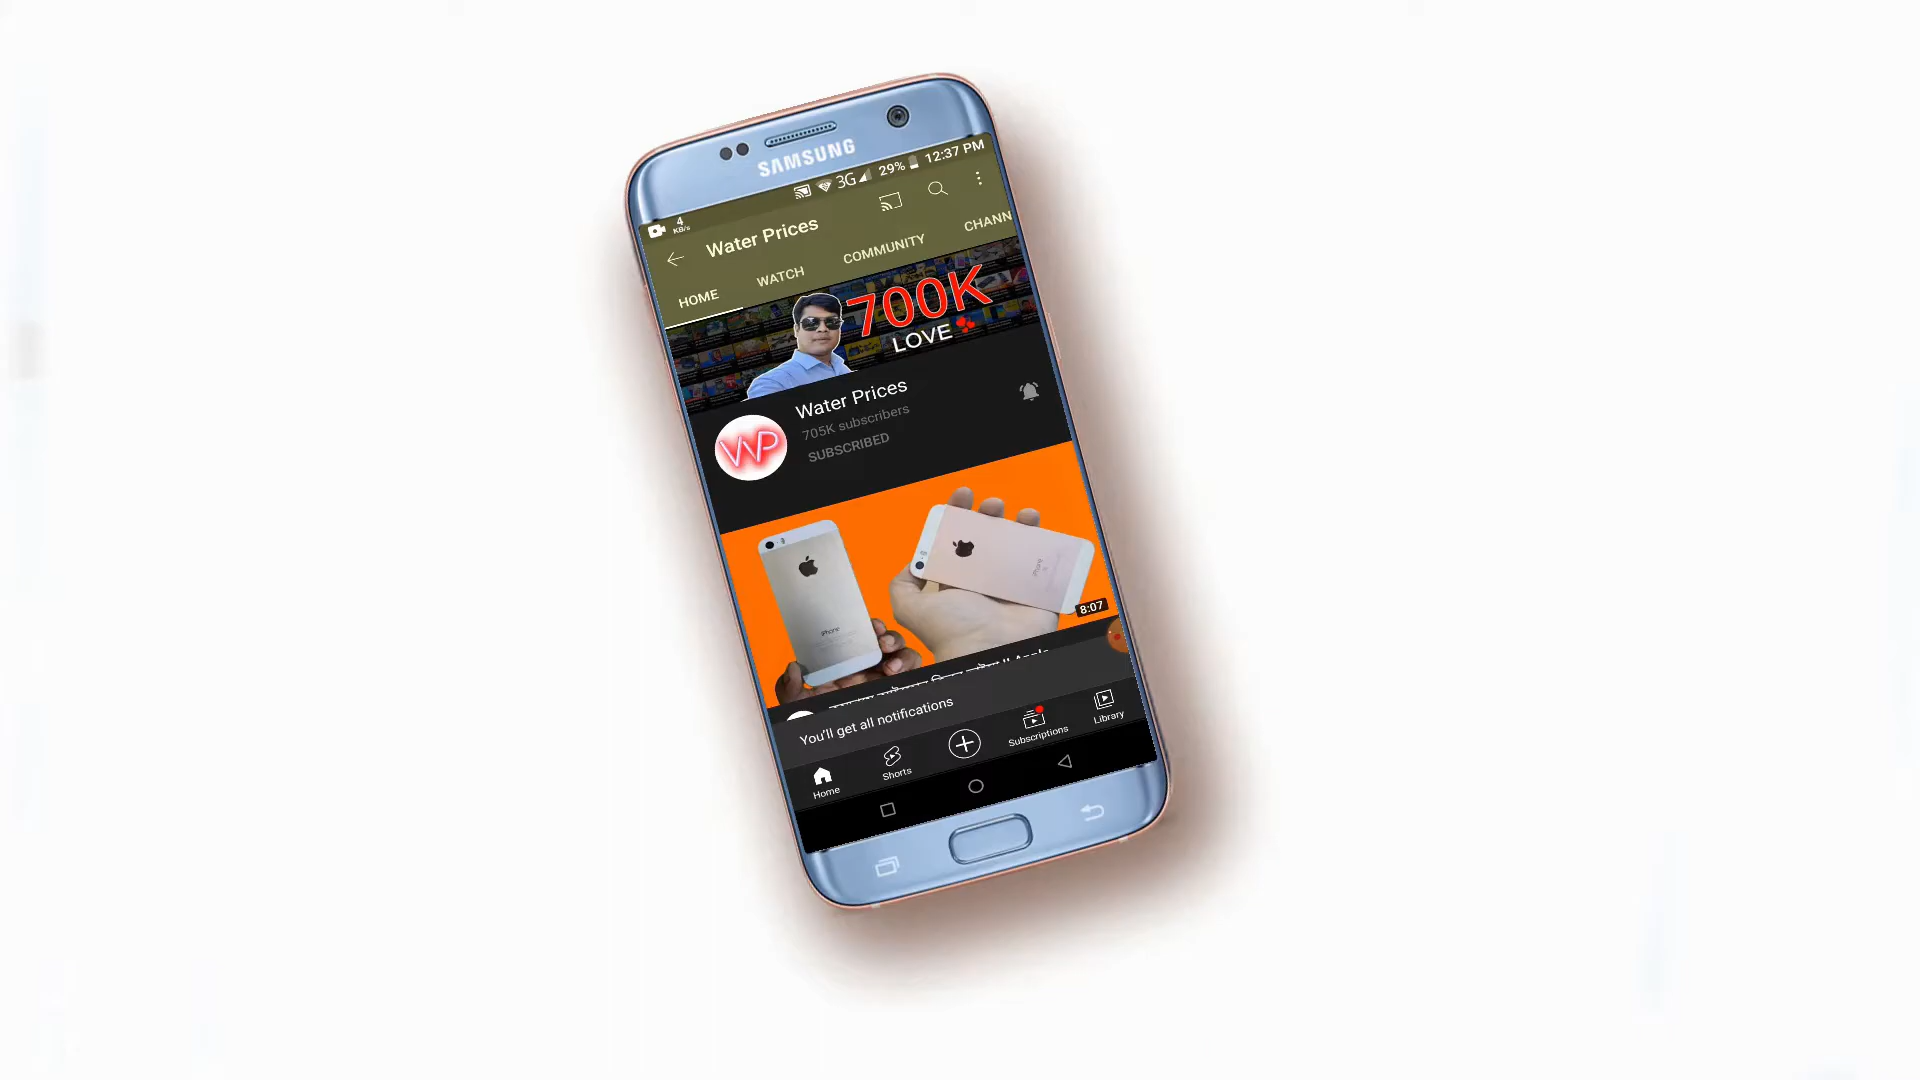 SAMSUNG
4
KB/s
3G 29% 12:37 PM
Water Prices
HOME WATCH COMMUNITY CHANN
700K
LOVE
Water Prices
705K subscribers
SUBSCRIBED
WP
iPhone
iPhone
8:07
You'll get all notifications
Home
Shorts
Subscriptions
Library